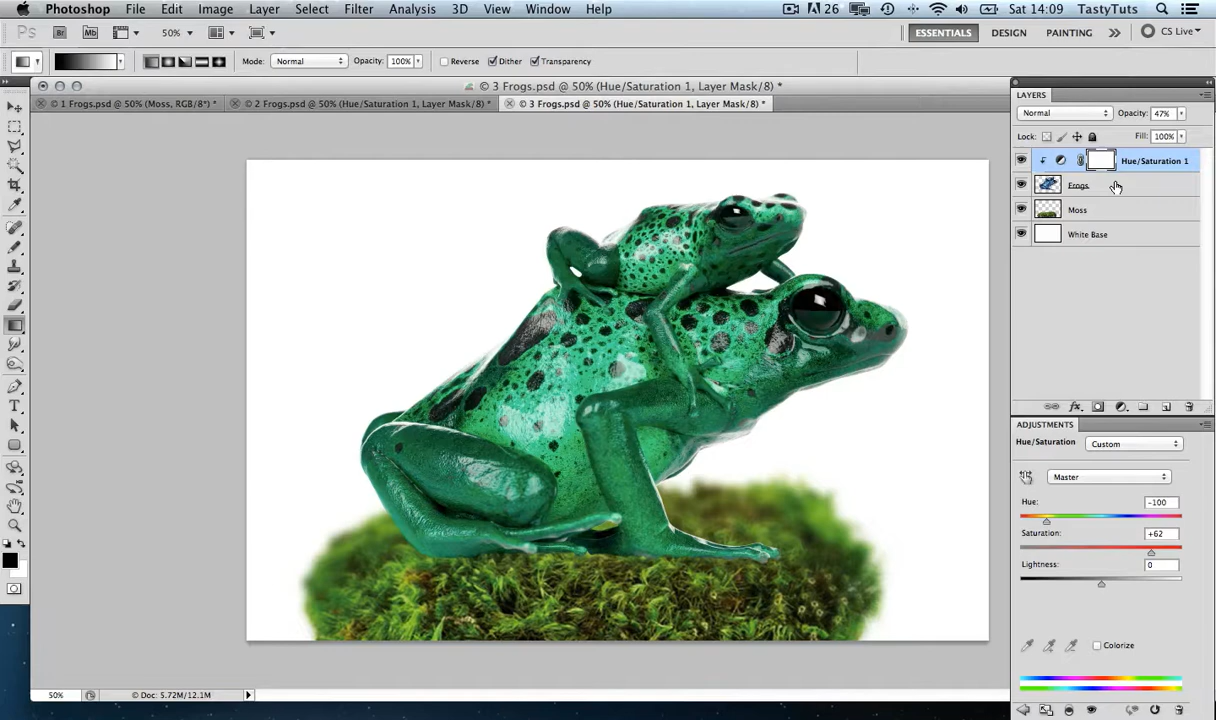 Photoshop File Edit Image Layer Select Filter Analysis 3D View Window Help 26 Sat 14:09 TastyTuts
Ps Br Mb 50% ESSENTIALS DESIGN PAINTING CS Live
Mode: Normal Opacity: 100% Reverse Dither Transparency
© 3 Frogs.psd @ 50% (Hue/Saturation 1, Layer Mask/8) *
© 1 Frogs.psd @ 50% (Moss, RGB/8*) * © 2 Frogs.psd @ 50% (Hue/Saturation 1, Layer Mask/8) * © 3 Frogs.psd @ 50% (Hue/Saturation 1, Layer Mask/8) *
LAYERS
Normal Opacity: 47%
Lock: Fill: 100%
Hue/Saturation 1
Frogs
Moss
White Base
fx
ADJUSTMENTS
Hue/Saturation Custom
Master
Hue: -100
Saturation: +62
Lightness: 0
Colorize
50% Doc: 5.72M/12.1M